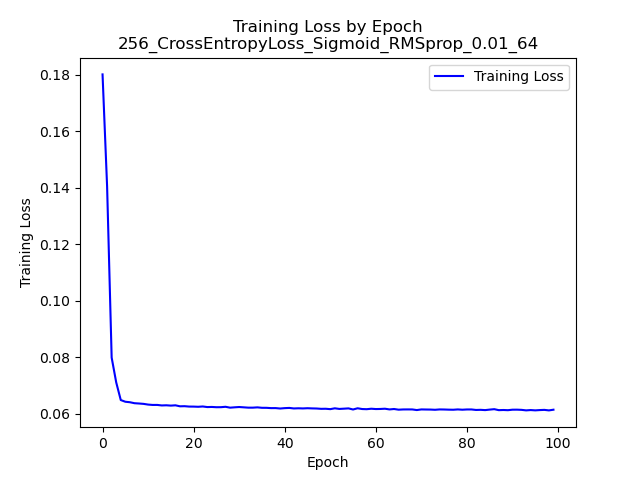 Training Loss by Epoch
256_CrossEntropyLoss_Sigmoid_RMSprop_0.01_64
Training Loss
0.18
0.16
0.14
0.12
0.10
0.08
0.06
Training Loss
0
20
40
60
80
100
Epoch